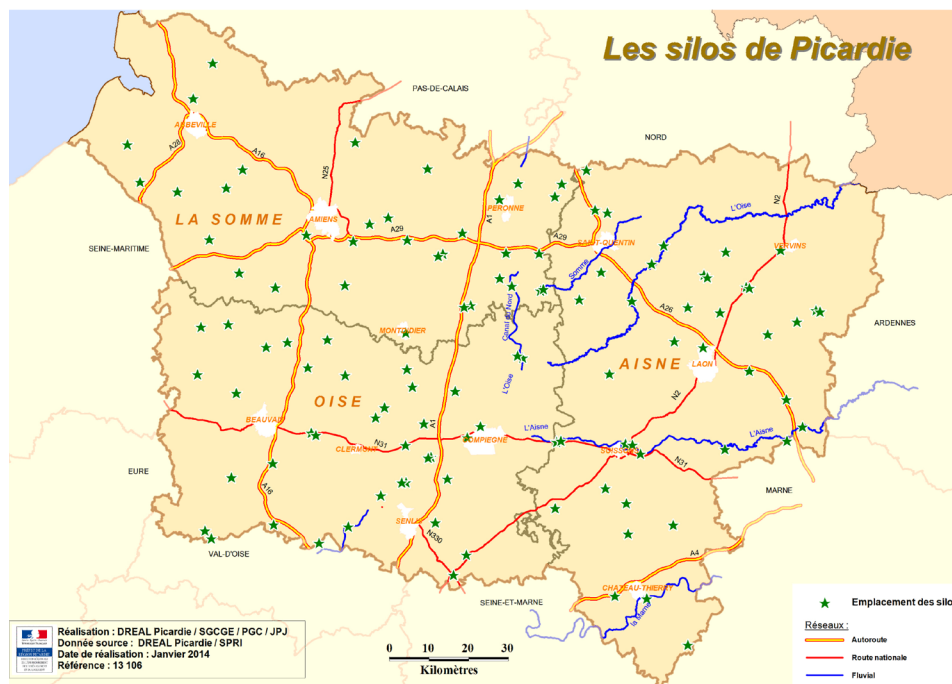 Les silos de Picardie
PAS-DE-CALAIS
NORD
ABBEVILLE
A28
A16
N25
LA SOMME
AMIENS
A29
A1
PERONNE
SAINT-QUENTIN
A29
Somme
L'Oise
N2
VERVINS
SEINE-MARITIME
Canal du Nord
A26
ARDENNES
MONTDIDIER
AISNE
LAON
L'Oise
OISE
N2
BEAUVAIS
A1
L'Aisne
L'Aisne
COMPIEGNE
CLERMONT
N31
SOISSONS
N31
EURE
A16
MARNE
SENLIS
N330
VAL-D'OISE
A4
CHATEAU-THIERRY
SEINE-ET-MARNE
la Marne
Emplacement des silo
Réseaux :
Autoroute
Route nationale
Fluvial
Réalisation : DREAL Picardie / SGCGE / PGC / JPJ
Donnée source : DREAL Picardie / SPRI
Date de réalisation : Janvier 2014
Référence : 13 106
0 10 20 30
Kilomètres